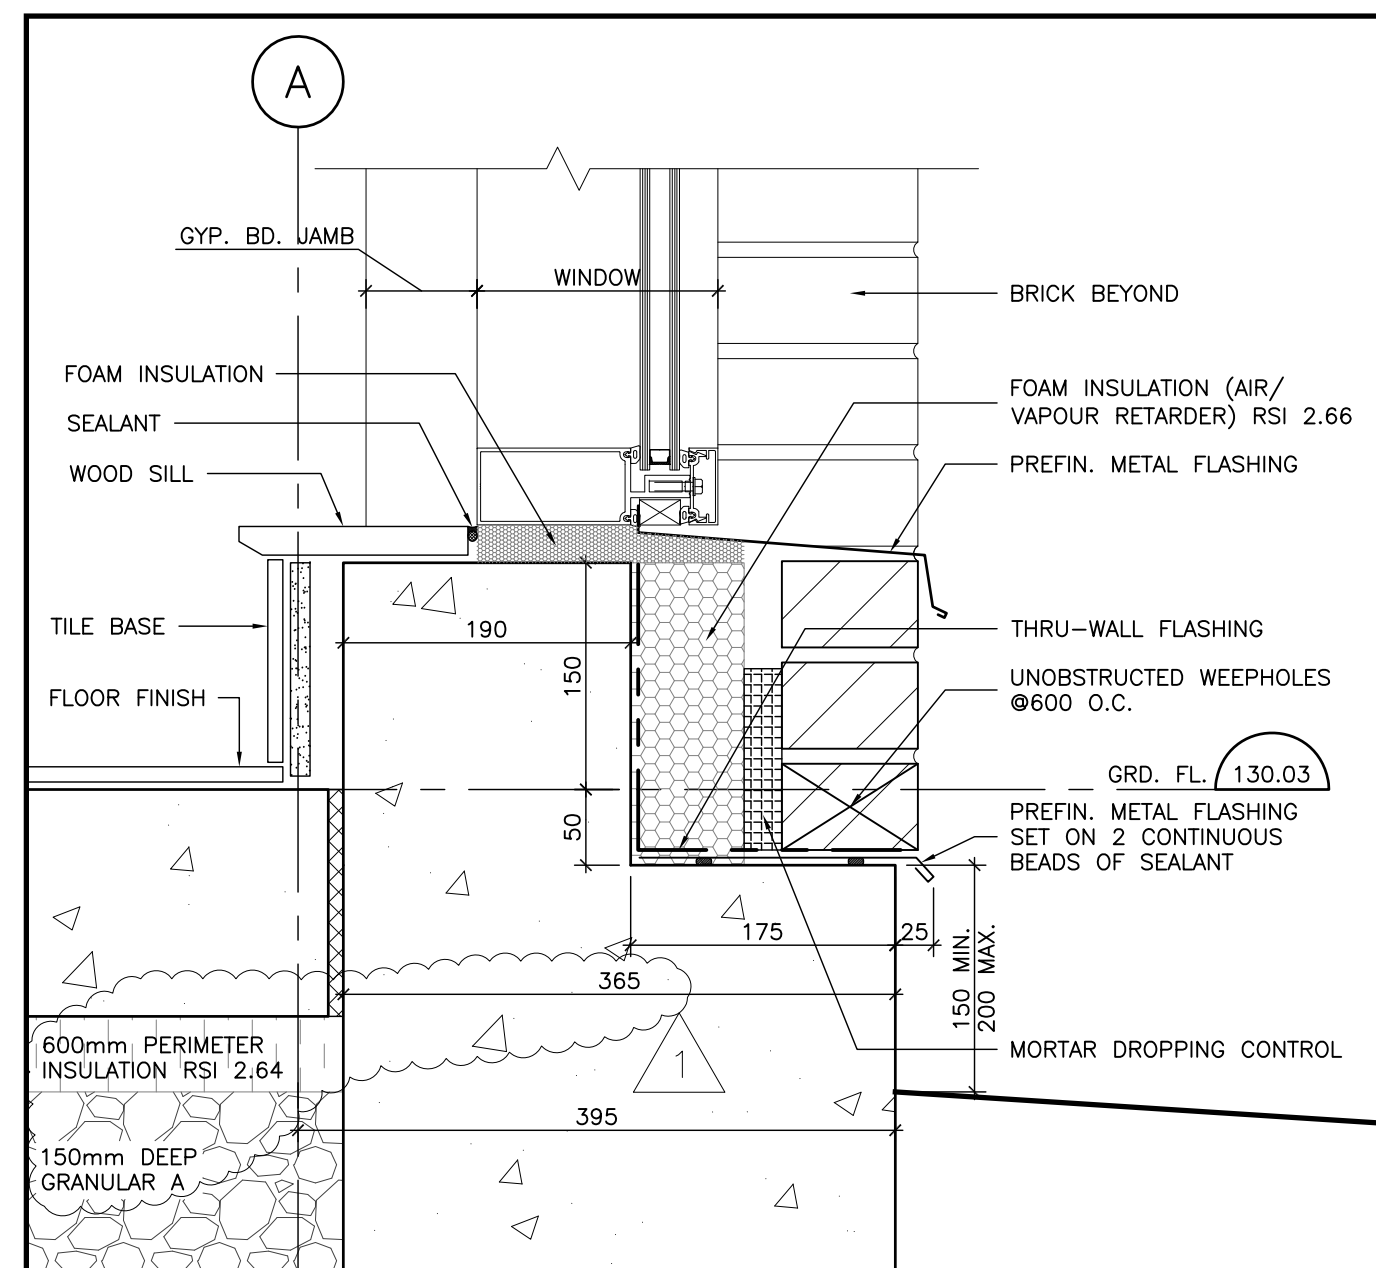 A
GYP. BD. JAMB
WINDOW
BRICK BEYOND
FOAM INSULATION
FOAM INSULATION (AIR/
VAPOUR RETARDER) RSI 2.66
SEALANT
PREFIN. METAL FLASHING
WOOD SILL
TILE BASE
190
THRU-WALL FLASHING
150
UNOBSTRUCTED WEEPHOLES
@600 O.C.
FLOOR FINISH
GRD. FL. 130.03
50
PREFIN. METAL FLASHING
SET ON 2 CONTINUOUS
BEADS OF SEALANT
175
25
150 MIN.
200 MAX.
365
600mm PERIMETER
INSULATION RSI 2.64
1
MORTAR DROPPING CONTROL
395
150mm DEEP
GRANULAR A